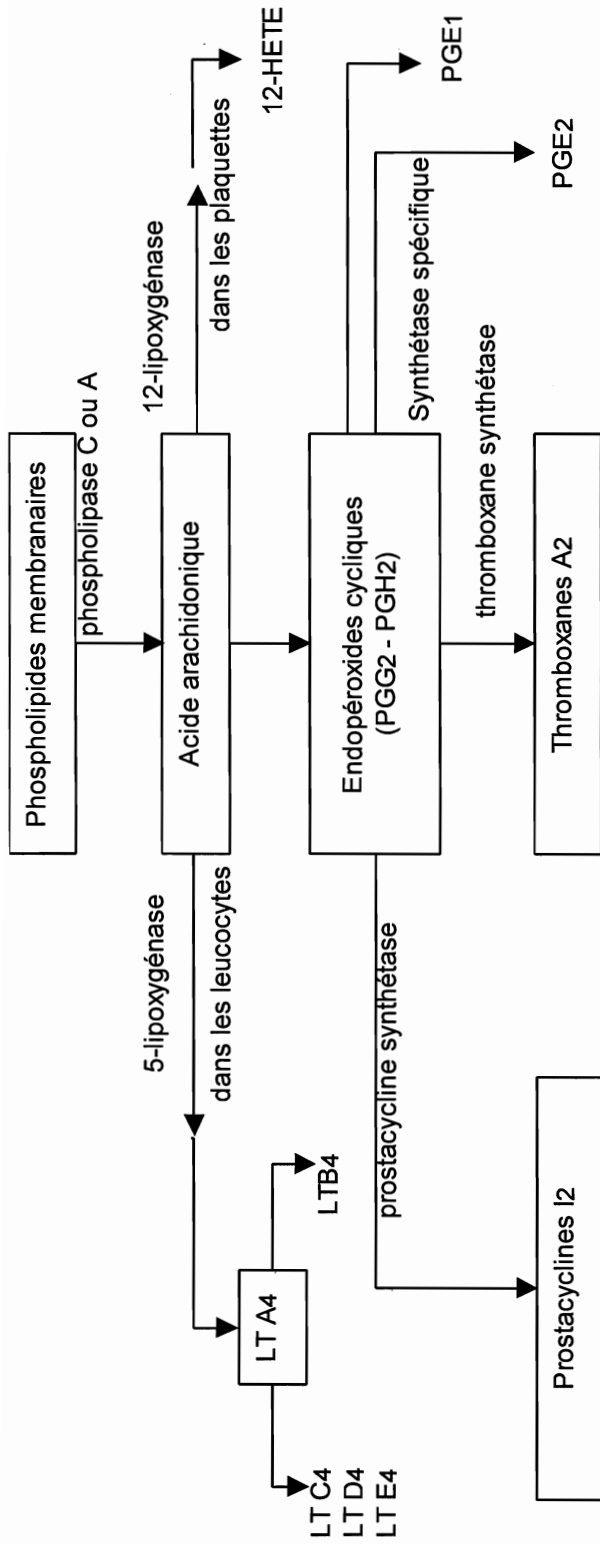 Phospholipides membranaires
phospholipase C ou A
5-lipoxygénase
dans les leucocytes
Acide arachidonique
12-lipoxygénase
dans les plaquettes
12-HETE
LT A4
LTB4
LT C4
LT D4
LT E4
Endopéroxides cycliques
(PGG2 - PGH2)
prostacycline synthétase
Synthétase spécifique
PGE1
PGE2
thromboxane synthétase
Prostacyclines I2
Thromboxanes A2